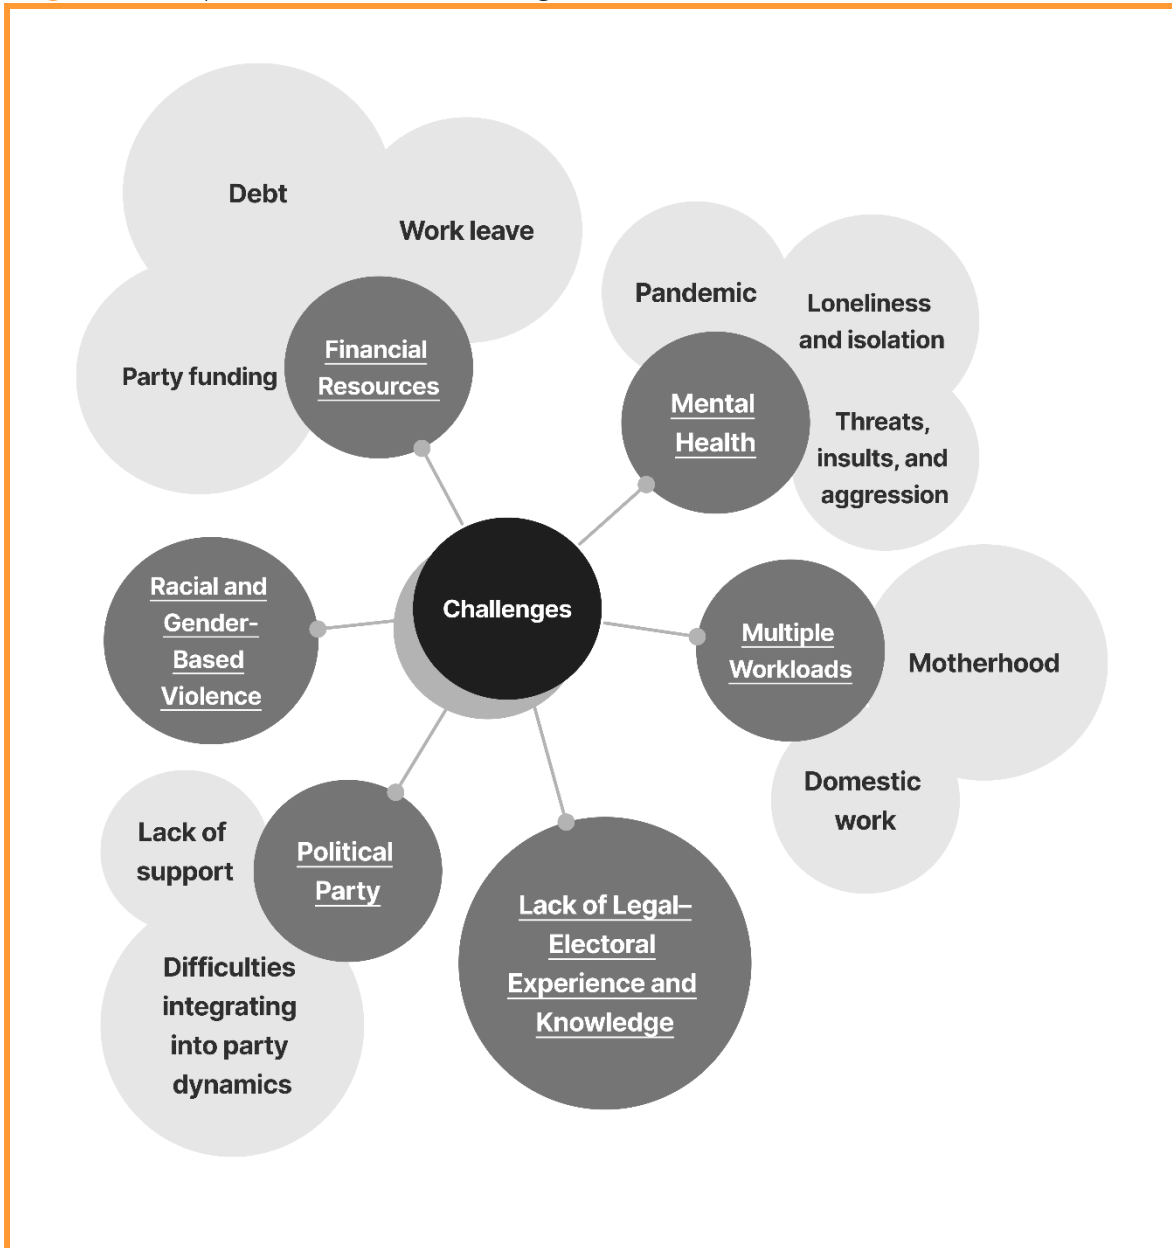 Debt
Work leave
Party funding
Financial
Resources
Pandemic
Loneliness
and isolation
Threats,
insults, and
aggression
Mental
Health
Challenges
Racial and
Gender-
Based
Violence
Multiple
Workloads
Motherhood
Domestic
work
Lack of
support
Political
Party
Difficulties
integrating
into party
dynamics
Lack of Legal–
Electoral
Experience and
Knowledge